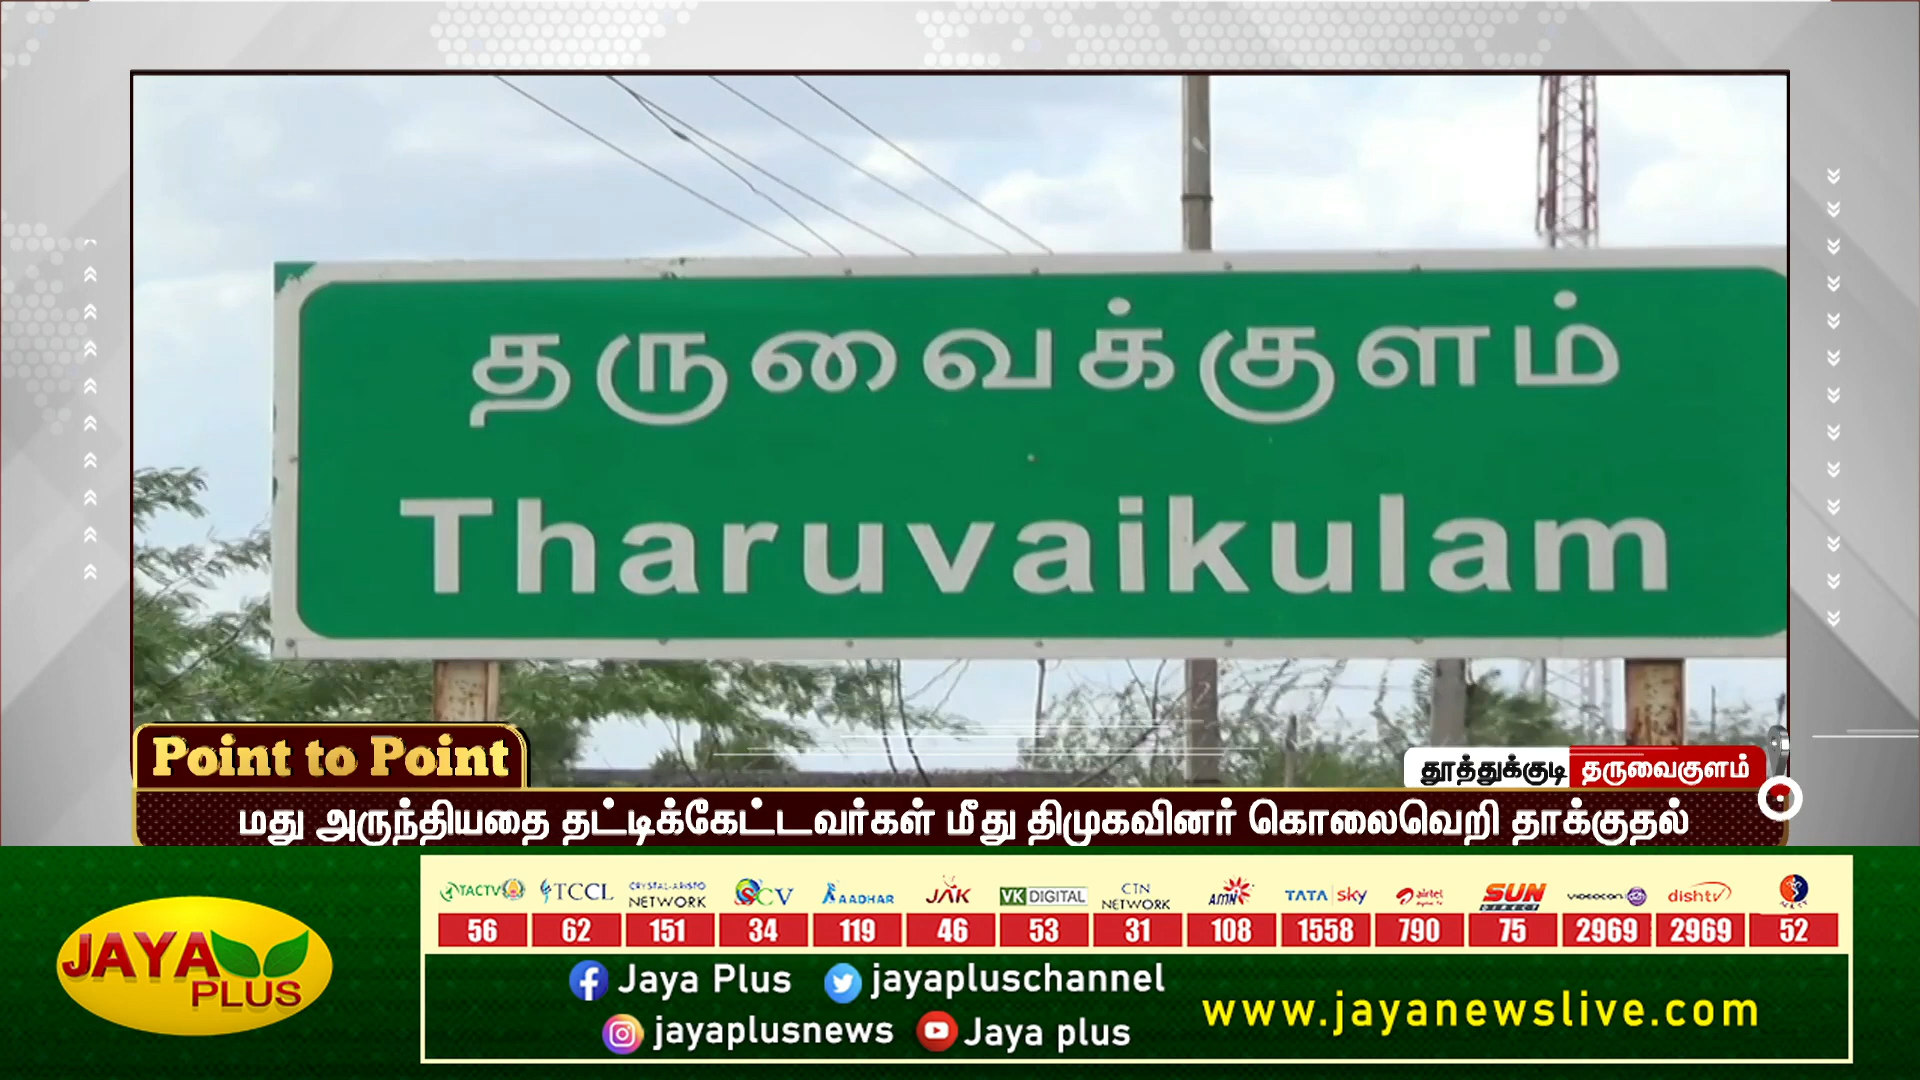 தருவைக்குளம்
Tharuvaikulam
Point to Point
தூத்துக்குடி தருவைகுளம்
மது அருந்தியதை தட்டிக்கேட்டவர்கள் மீது திமுகவினர் கொலைவெறி தாக்குதல்
JAYA PLUS
TACTV TCCL CRYSTAL-ARISTO NETWORK SCV AADHAR JAK VK DIGITAL CTN NETWORK AMN TATA sky airtel SUN DIRECT VIDEOCON dishtv
56 62 151 34 119 46 53 31 108 1558 790 75 2969 2969 52
Jaya Plus jayapluschannel
jayaplusnews Jaya plus
www.jayanewslive.com